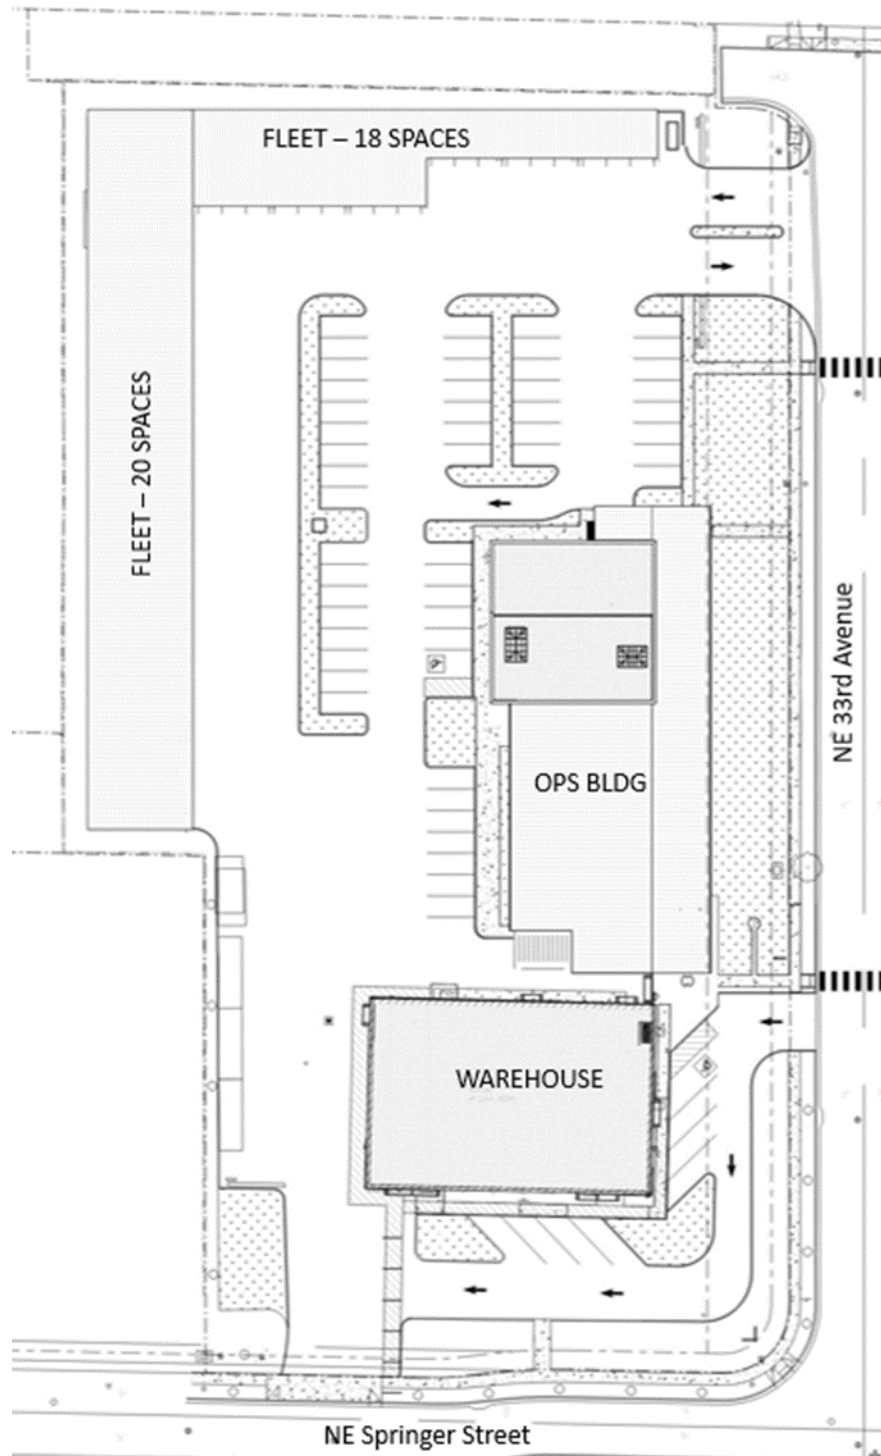 FLEET – 18 SPACES
FLEET – 20 SPACES
NE 33rd Avenue
OPS BLDG
WAREHOUSE
NE Springer Street